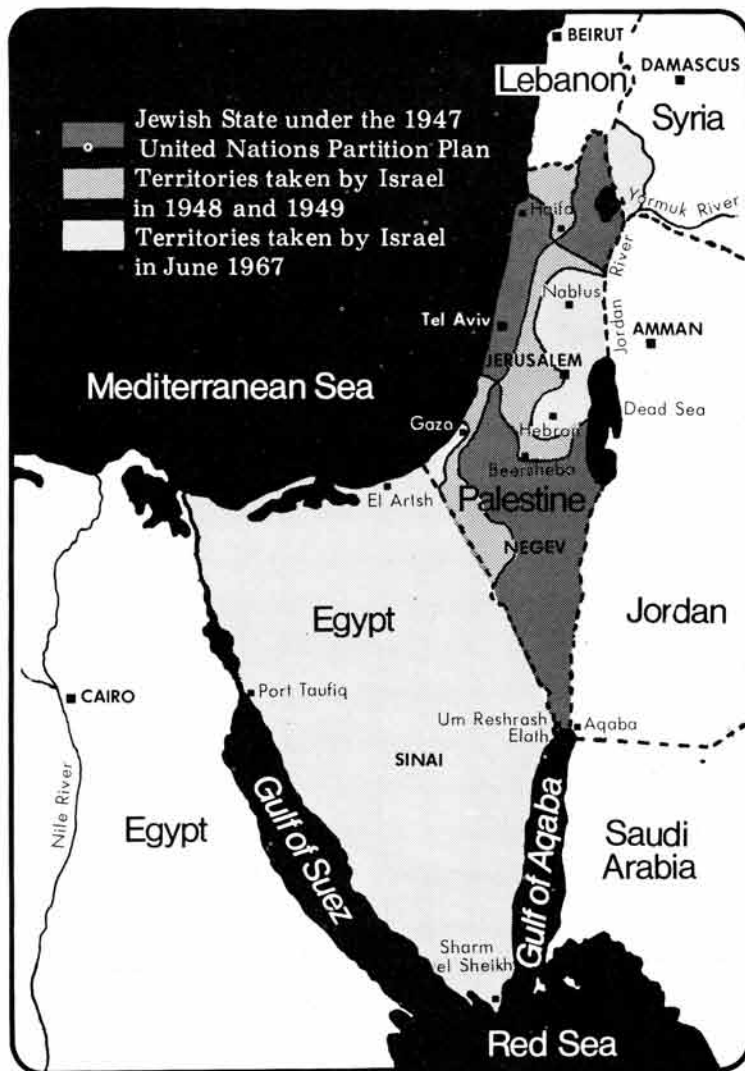 BEIRUT
Lebanon
DAMASCUS
Syria
Jewish State under the 1947
United Nations Partition Plan
Territories taken by Israel
in 1948 and 1949
Territories taken by Israel
in June 1967
Haifa
Yarmuk River
Jordan River
Nablus
Tel Aviv
AMMAN
JERUSALEM
Mediterranean Sea
Dead Sea
Gaza
Hebron
Beersheba
El Arish
Palestine
NEGEV
Egypt
Jordan
CAIRO
Port Taufiq
Um Reshrash
Elath
Aqaba
SINAI
Nile River
Egypt
Gulf of Suez
Gulf of Aqaba
Saudi
Arabia
Sharm
el Sheikh
Red Sea